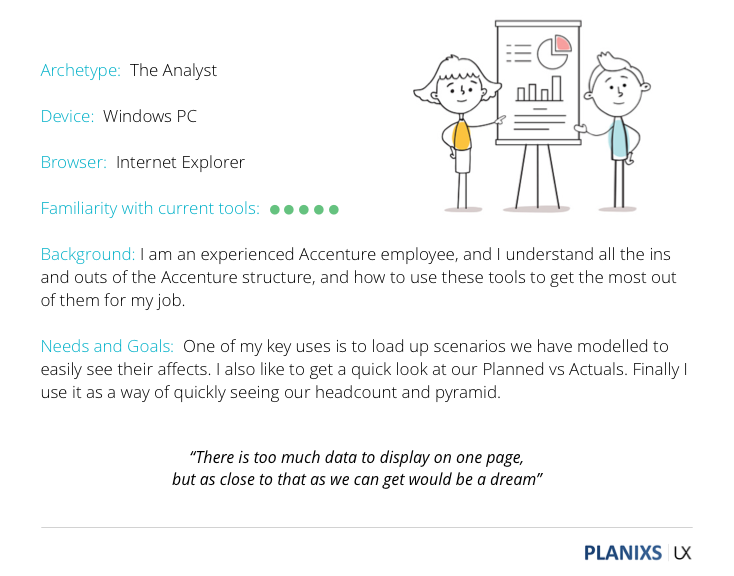 Archetype: The Analyst
Device: Windows PC
Browser: Internet Explorer
Familiarity with current tools:
Background: I am an experienced Accenture employee, and I understand all the ins
and outs of the Accenture structure, and how to use these tools to get the most out
of them for my job.
Needs and Goals: One of my key uses is to load up scenarios we have modelled to
easily see their affects. I also like to get a quick look at our Planned vs Actuals. Finally I
use it as a way of quickly seeing our headcount and pyramid.
“There is too much data to display on one page,
but as close to that as we can get would be a dream”
PLANIXS | UX